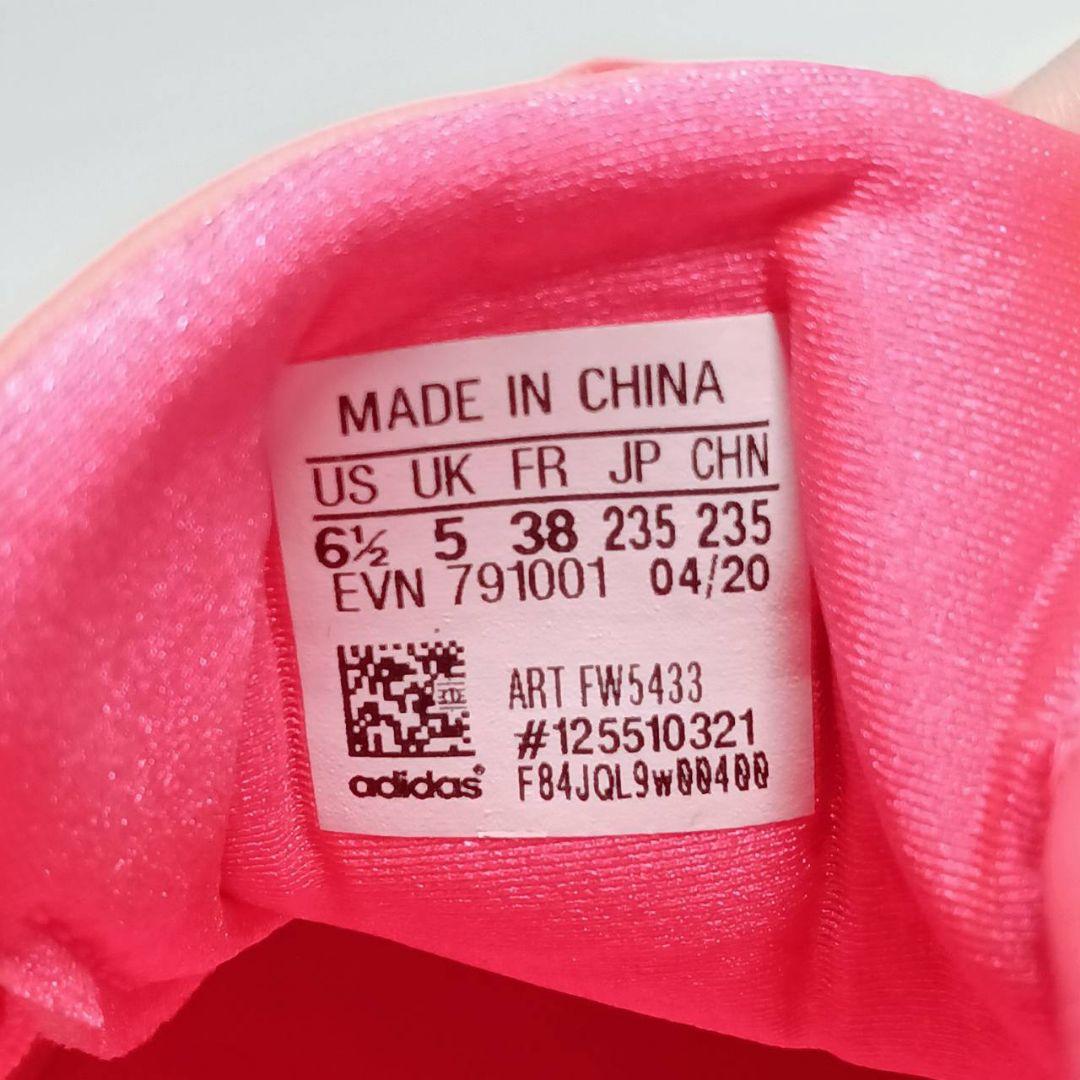 MADE IN CHINA
US UK FR JP CHN
6½ 5 38 235 235
EVN 791001 04/20
ART FW5433
#125510321
adidas® F84JQL9w00400